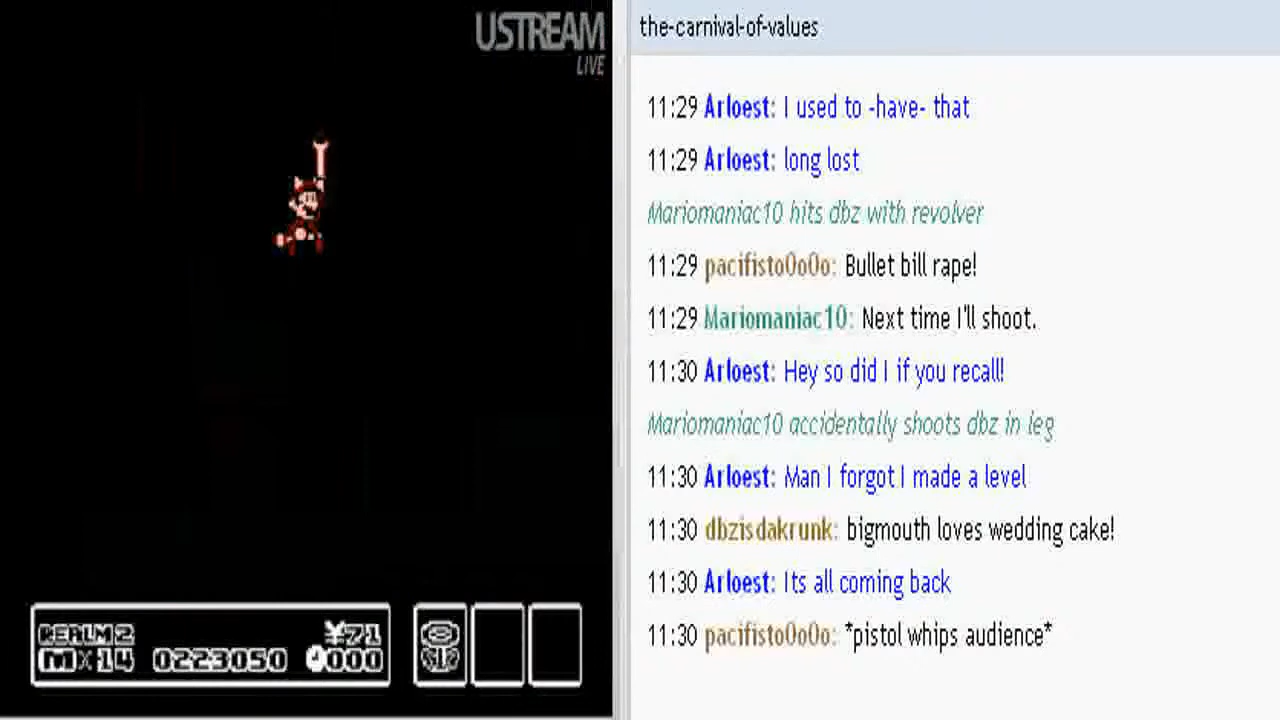 USTREAM
LIVE
REALM 2 ¥71
M×14 0223050 000
the-carnival-of-values
11:29 Arloest: I used to -have- that
11:29 Arloest: long lost
Mariomaniac10 hits dbz with revolver
11:29 pacifisto0o0o: Bullet bill rape!
11:29 Mariomaniac10: Next time I'll shoot.
11:30 Arloest: Hey so did I if you recall!
Mariomaniac10 accidentally shoots dbz in leg
11:30 Arloest: Man I forgot I made a level
11:30 dbzisdakrunk: bigmouth loves wedding cake!
11:30 Arloest: Its all coming back
11:30 pacifisto0o0o: *pistol whips audience*